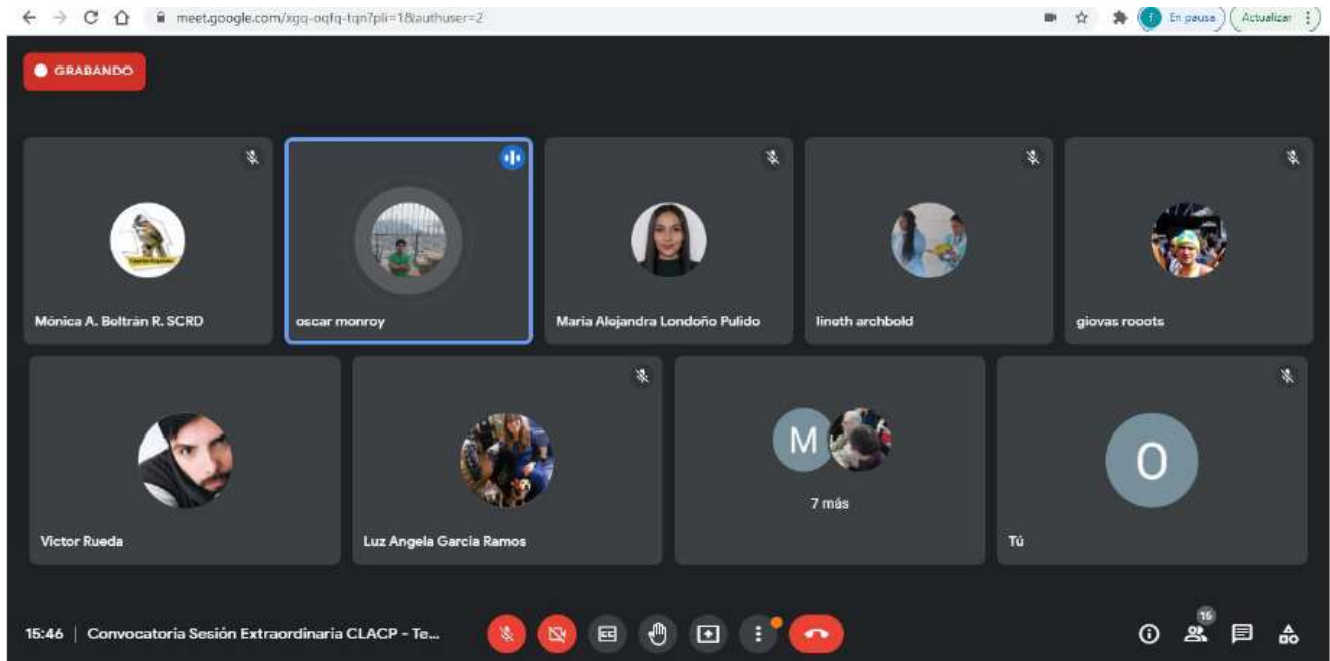 meet.google.com/xgq-oqfq-tqn?pli=1&authuser=2
En pausa
Actualizar
GRABANDO
Mónica A. Beltrán R. SCRD
oscar monroy
Maria Alejandra Londoño Pulido
lineth archbold
giovas rooots
M
7 más
O
Victor Rueda
Luz Angela Garcia Ramos
Tú
15:46 | Convocatoria Sesión Extraordinaria CLACP - Te...
CC